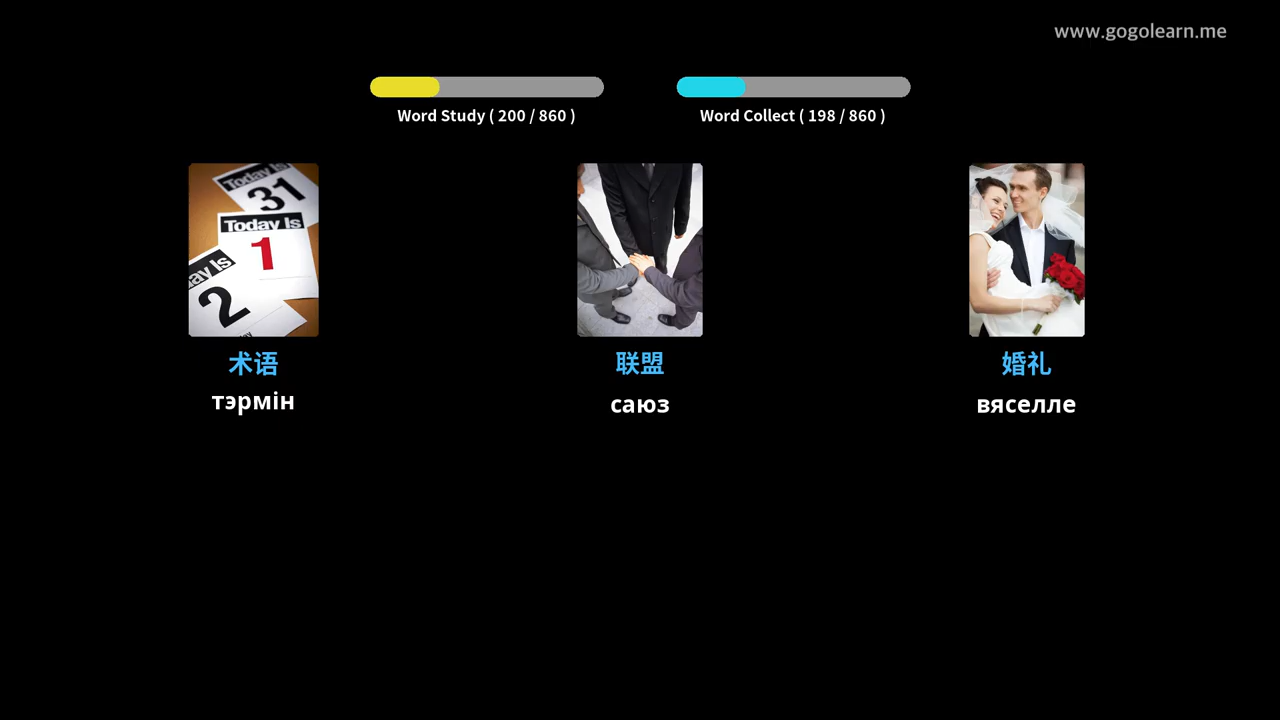 www.gogolearn.me
Word Study ( 200 / 860 )
Word Collect ( 198 / 860 )
Today Is
31
Today Is
1
ay Is
2
术语
联盟
婚礼
тэрмін
саюз
вяселле